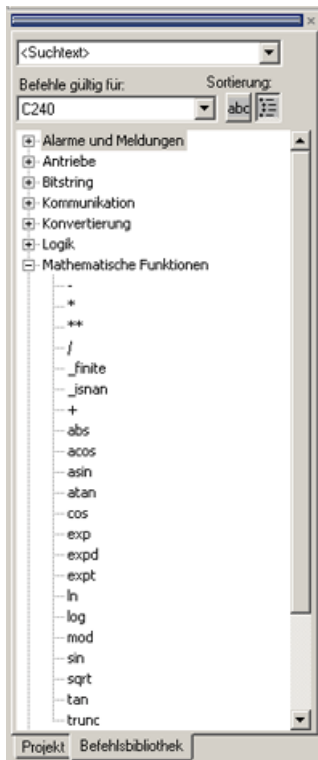 <Suchtext>
Befehle gültig für: Sortierung:
C240 abc
Alarme und Meldungen
Antriebe
Bitstring
Kommunikation
Konvertierung
Logik
Mathematische Funktionen
-
*
**
/
_finite
_isnan
+
abs
acos
asin
atan
cos
exp
expd
expt
ln
log
mod
sin
sqrt
tan
trunc
Projekt Befehlsbibliothek